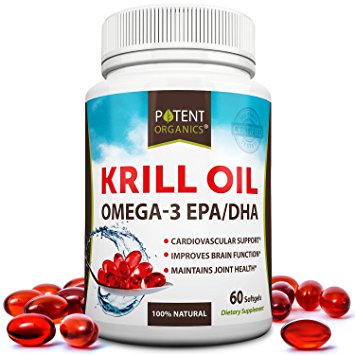 POTENT
ORGANICS®
KRILL OIL
OMEGA-3 EPA/DHA
• CARDIOVASCULAR SUPPORT*
• IMPROVES BRAIN FUNCTION*
• MAINTAINS JOINT HEALTH*
100% NATURAL
60 Softgels
Dietary Supplement